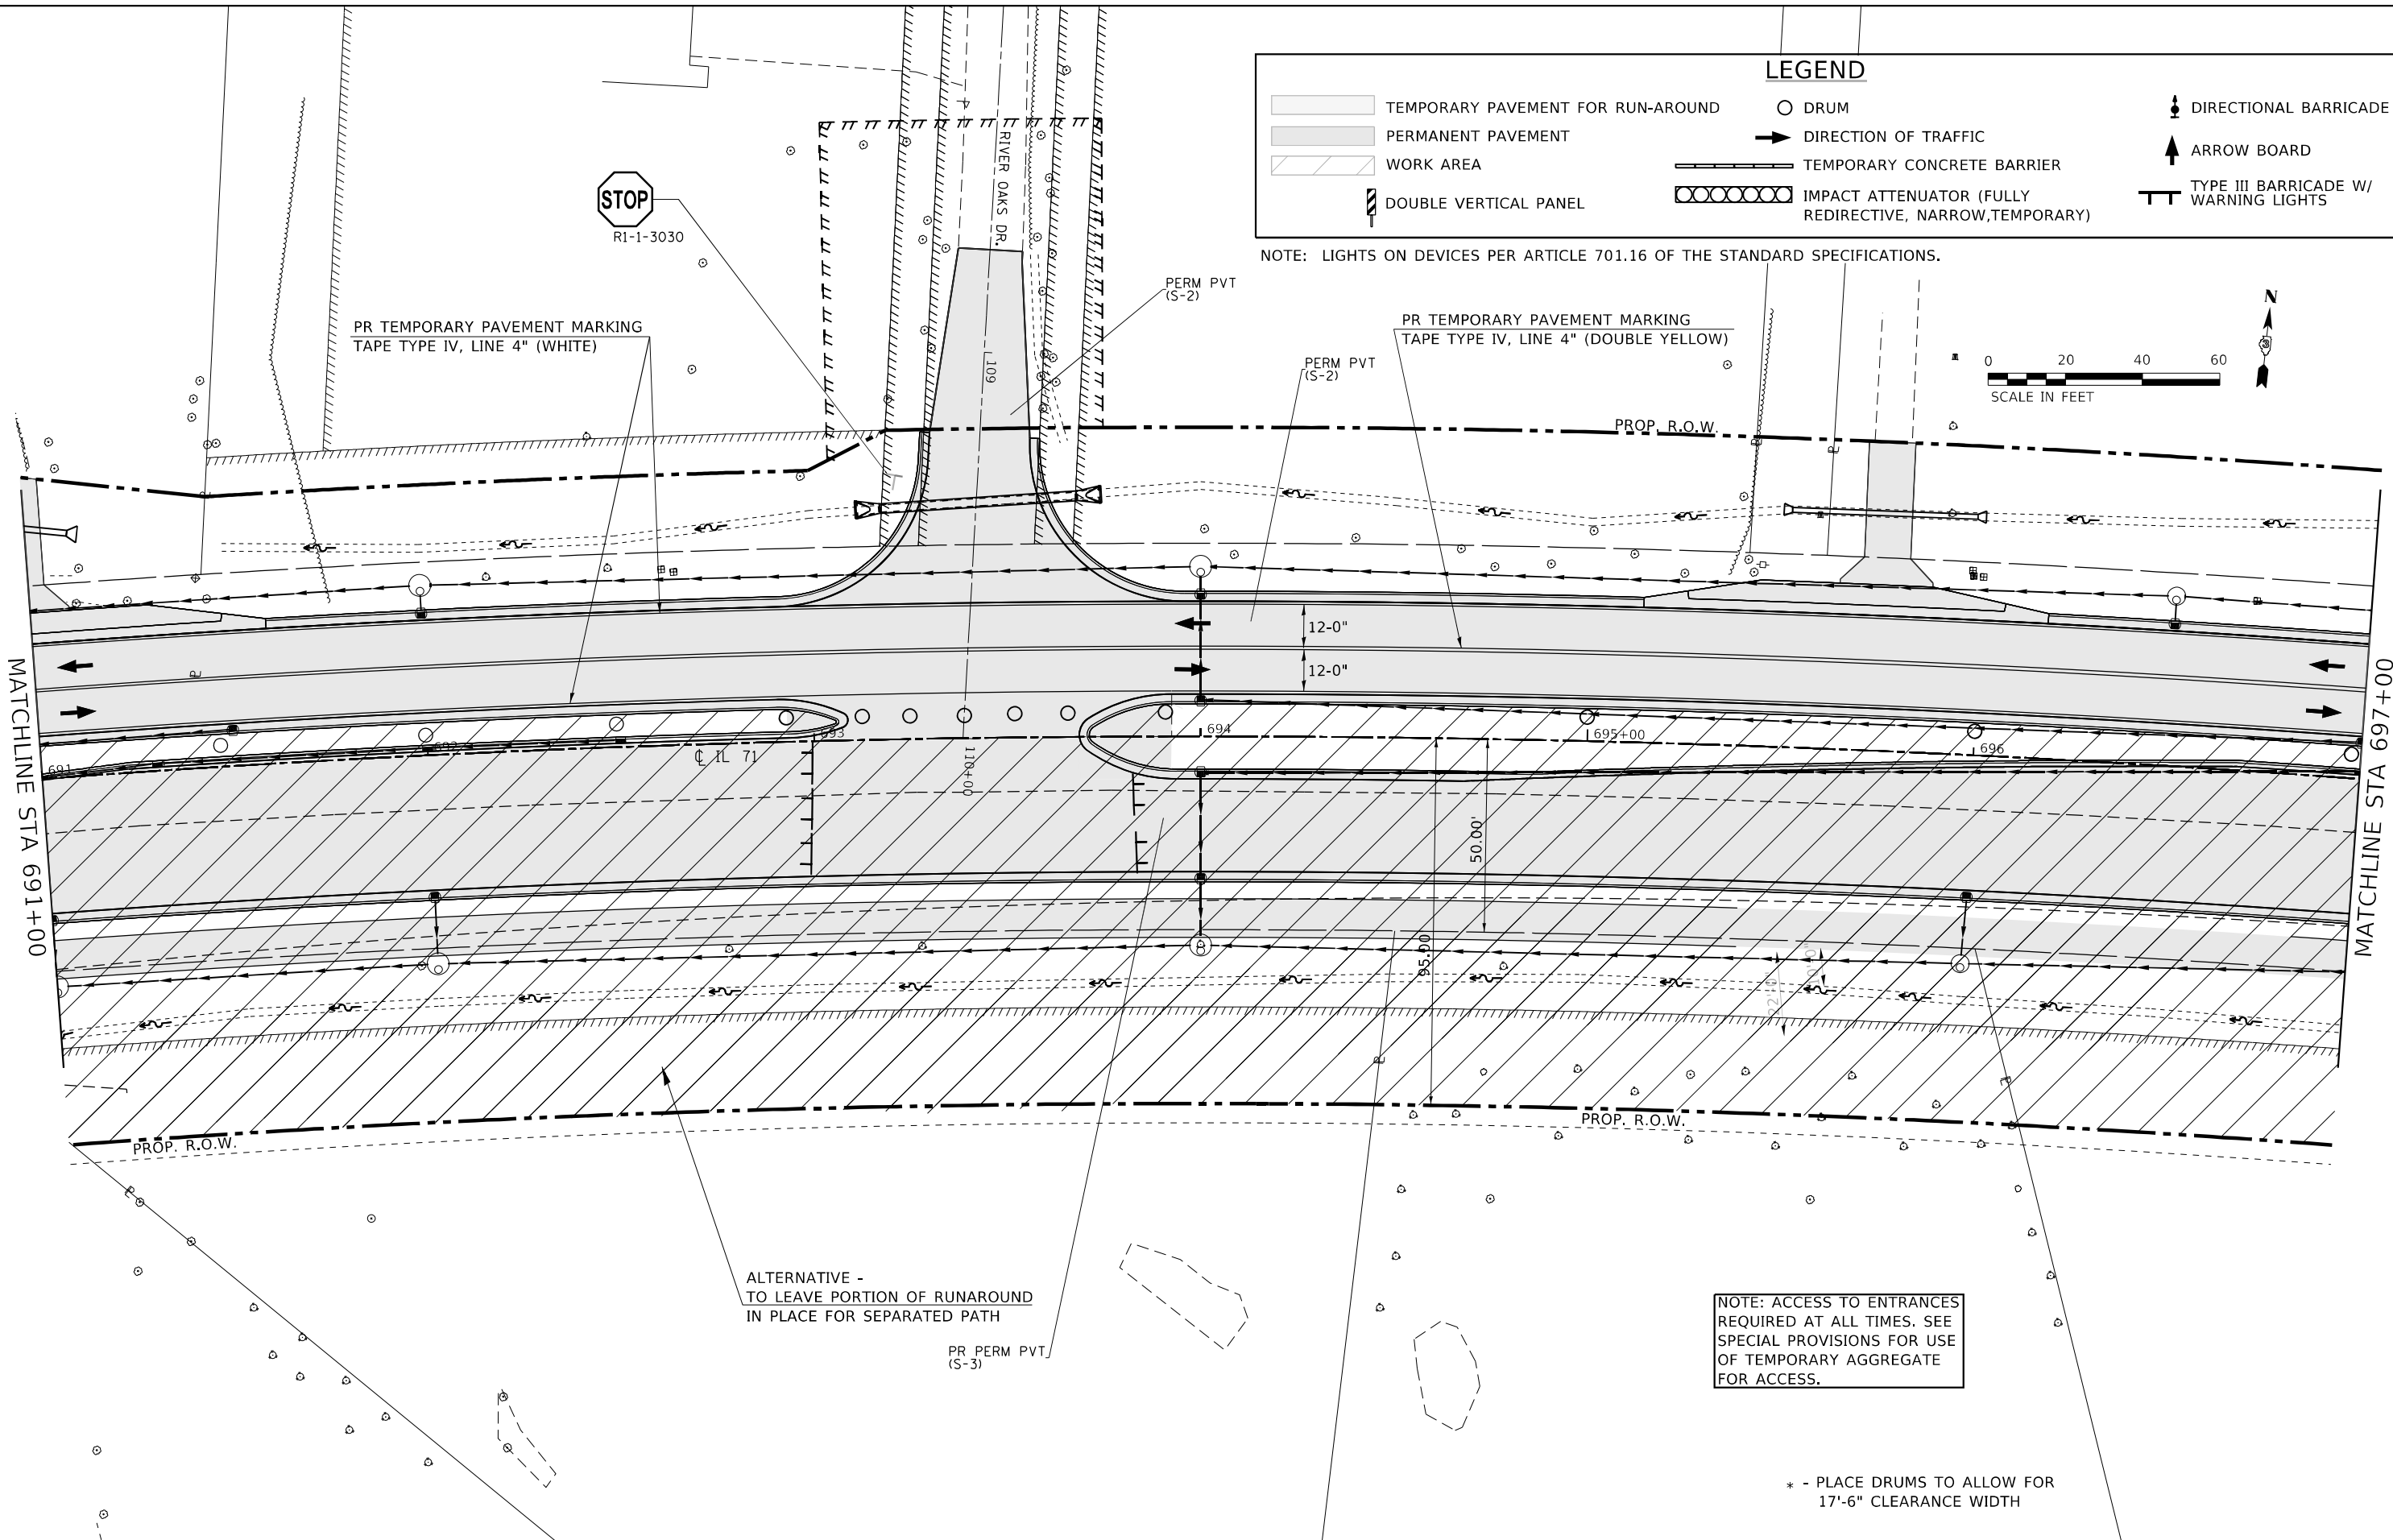 LEGEND
TEMPORARY PAVEMENT FOR RUN-AROUND
PERMANENT PAVEMENT
WORK AREA
DOUBLE VERTICAL PANEL
DRUM
DIRECTION OF TRAFFIC
TEMPORARY CONCRETE BARRIER
IMPACT ATTENUATOR (FULLY
REDIRECTIVE, NARROW,TEMPORARY)
DIRECTIONAL BARRICADE
ARROW BOARD
TYPE III BARRICADE W/
WARNING LIGHTS
NOTE: LIGHTS ON DEVICES PER ARTICLE 701.16 OF THE STANDARD SPECIFICATIONS.
RIVER OAKS DR.
STOP
R1-1-3030
PERM PVT
(S-2)
PR TEMPORARY PAVEMENT MARKING
TAPE TYPE IV, LINE 4" (WHITE)
PR TEMPORARY PAVEMENT MARKING
TAPE TYPE IV, LINE 4" (DOUBLE YELLOW)
PERM PVT
(S-2)
N
3
0 20 40 60
SCALE IN FEET
109
PROP. R.O.W.
12-0"
12-0"
MATCHLINE STA 691+00
MATCHLINE STA 697+00
691
692
693
694
695+00
696
℄ IL 71
110+00
50.00'
95.00
PROP. R.O.W.
PROP. R.O.W.
ALTERNATIVE -
TO LEAVE PORTION OF RUNAROUND
IN PLACE FOR SEPARATED PATH
PR PERM PVT
(S-3)
NOTE: ACCESS TO ENTRANCES
REQUIRED AT ALL TIMES. SEE
SPECIAL PROVISIONS FOR USE
OF TEMPORARY AGGREGATE
FOR ACCESS.
* - PLACE DRUMS TO ALLOW FOR
17'-6" CLEARANCE WIDTH